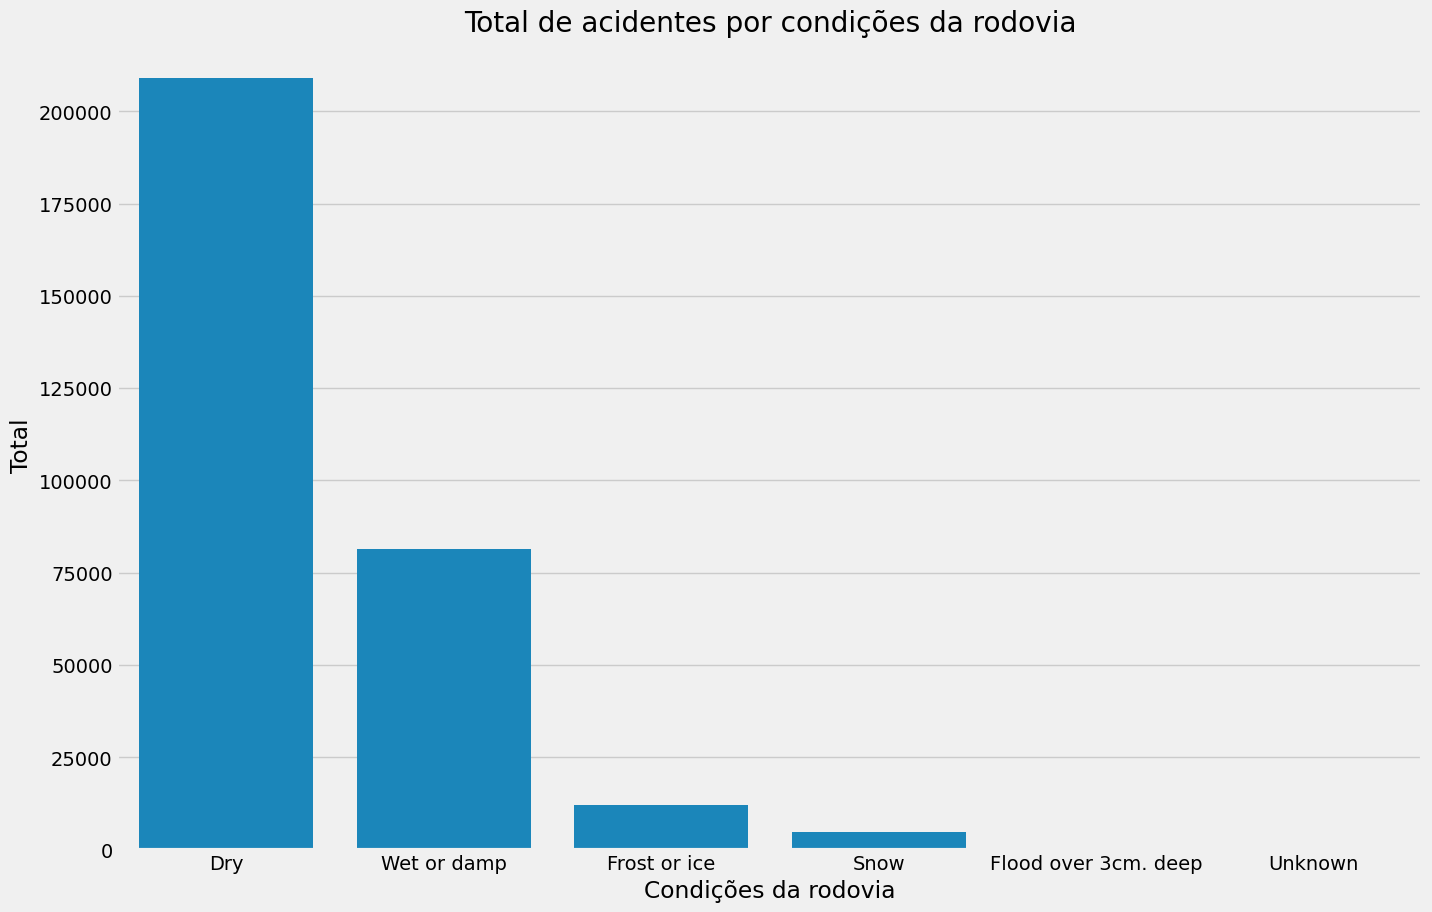 Total de acidentes por condições da rodovia
200000
175000
150000
125000
100000
75000
50000
25000
0
Total
Dry Wet or damp Frost or ice Snow Flood over 3cm. deep Unknown
Condições da rodovia